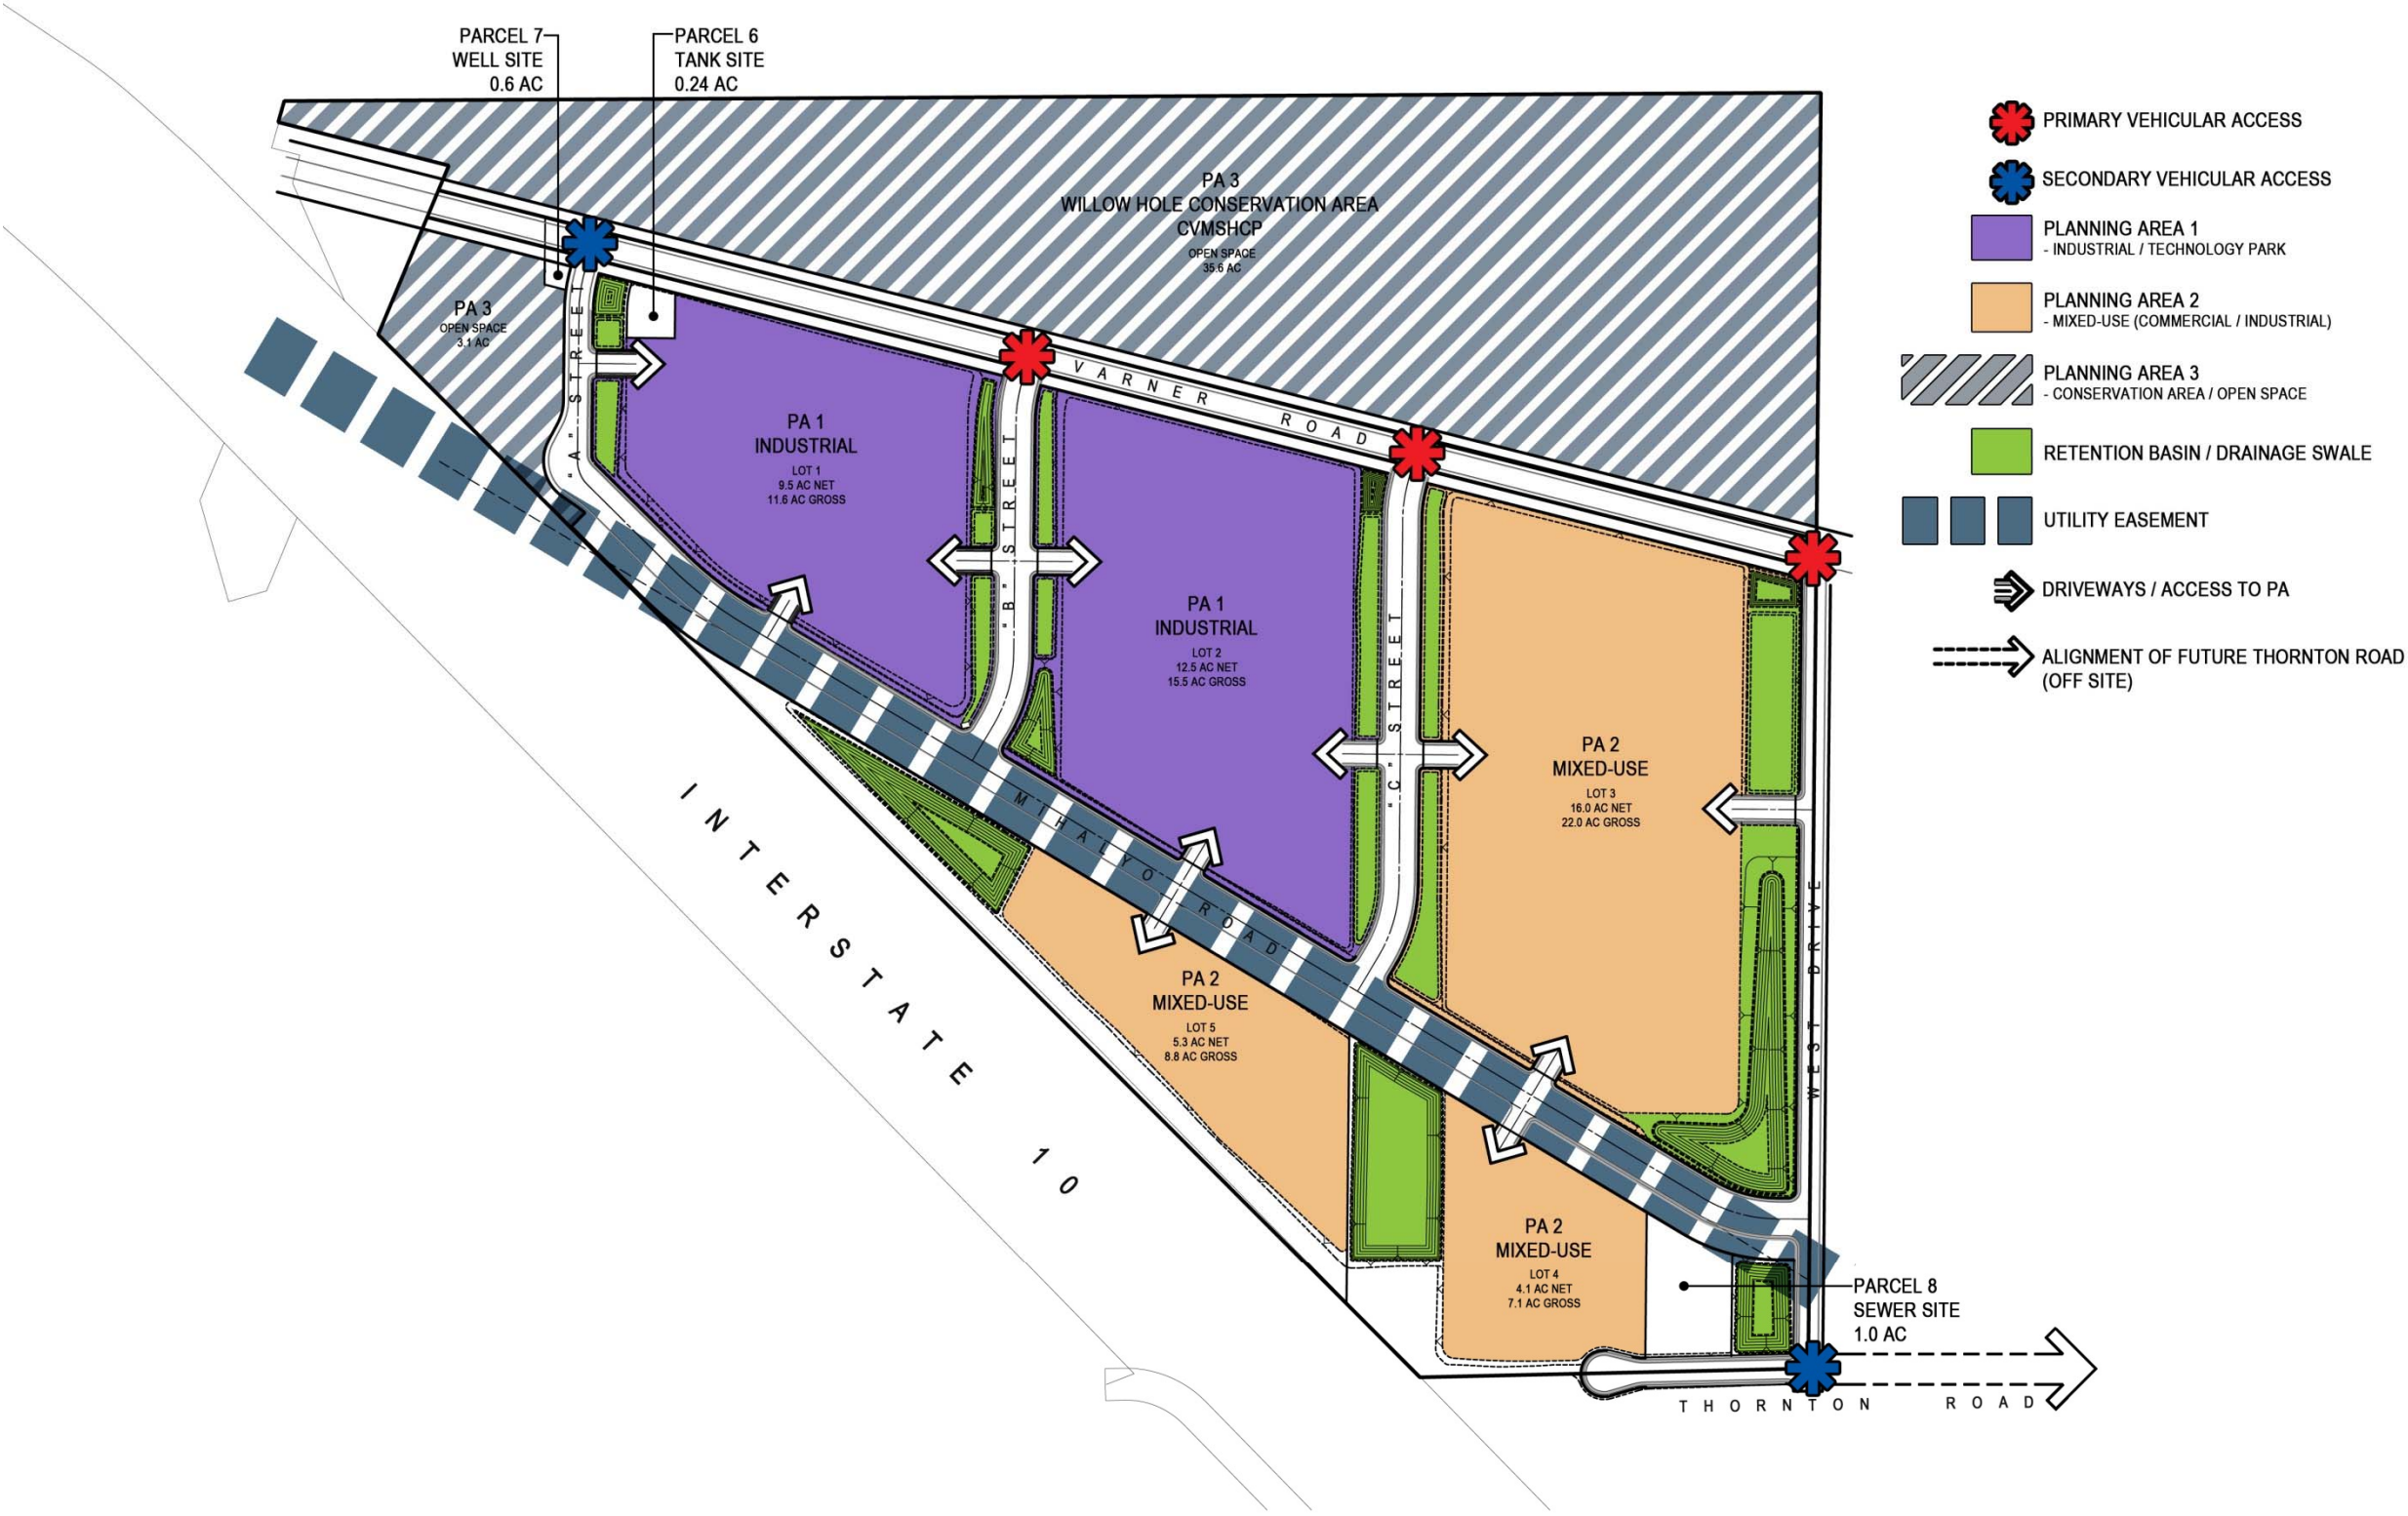 PARCEL 7
WELL SITE
0.6 AC
PARCEL 6
TANK SITE
0.24 AC
PA 3
WILLOW HOLE CONSERVATION AREA
CVMSHCP
OPEN SPACE
35.6 AC
PA 3
OPEN SPACE
3.1 AC
"A" STREET
VARNER ROAD
PA 1
INDUSTRIAL
LOT 1
9.5 AC NET
11.6 AC GROSS
"B" STREET
PA 1
INDUSTRIAL
LOT 2
12.5 AC NET
15.5 AC GROSS
"C" STREET
PA 2
MIXED-USE
LOT 3
16.0 AC NET
22.0 AC GROSS
WEST DRIVE
MIHALYO ROAD
INTERSTATE 10
PA 2
MIXED-USE
LOT 5
5.3 AC NET
8.8 AC GROSS
PA 2
MIXED-USE
LOT 4
4.1 AC NET
7.1 AC GROSS
PARCEL 8
SEWER SITE
1.0 AC
THORNTON ROAD
PRIMARY VEHICULAR ACCESS
SECONDARY VEHICULAR ACCESS
PLANNING AREA 1
- INDUSTRIAL / TECHNOLOGY PARK
PLANNING AREA 2
- MIXED-USE (COMMERCIAL / INDUSTRIAL)
PLANNING AREA 3
- CONSERVATION AREA / OPEN SPACE
RETENTION BASIN / DRAINAGE SWALE
UTILITY EASEMENT
DRIVEWAYS / ACCESS TO PA
ALIGNMENT OF FUTURE THORNTON ROAD
(OFF SITE)